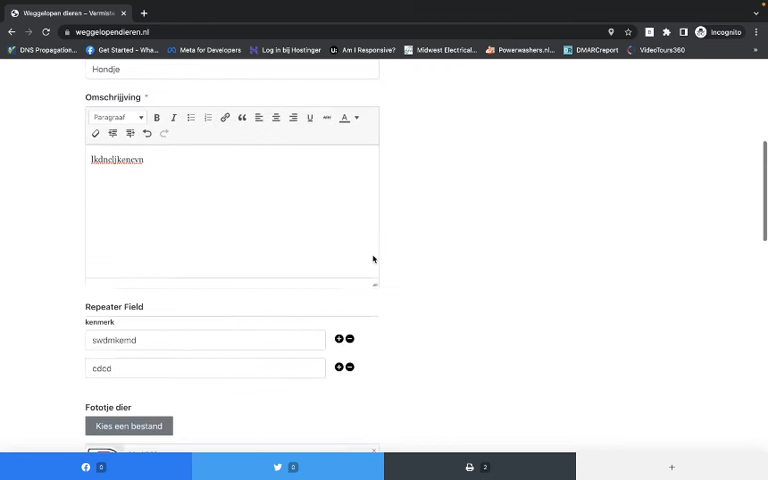 Weggelopen dieren – Vermiste
weggelopendieren.nl
Incognito
DNS Propagation...
Get Started - Wha...
Meta for Developers
Log in bij Hostinger
Am I Responsive?
Midwest Electrical...
Powerwashers.nl...
DMARCreport
VideoTours360
Hondje
Omschrijving *
Paragraaf
B I U ABC A
lkdncljkencvn
Repeater Field
kenmerk
swdmkemd
cdcd
Fototje dier
Kies een bestand
0
0
2
+